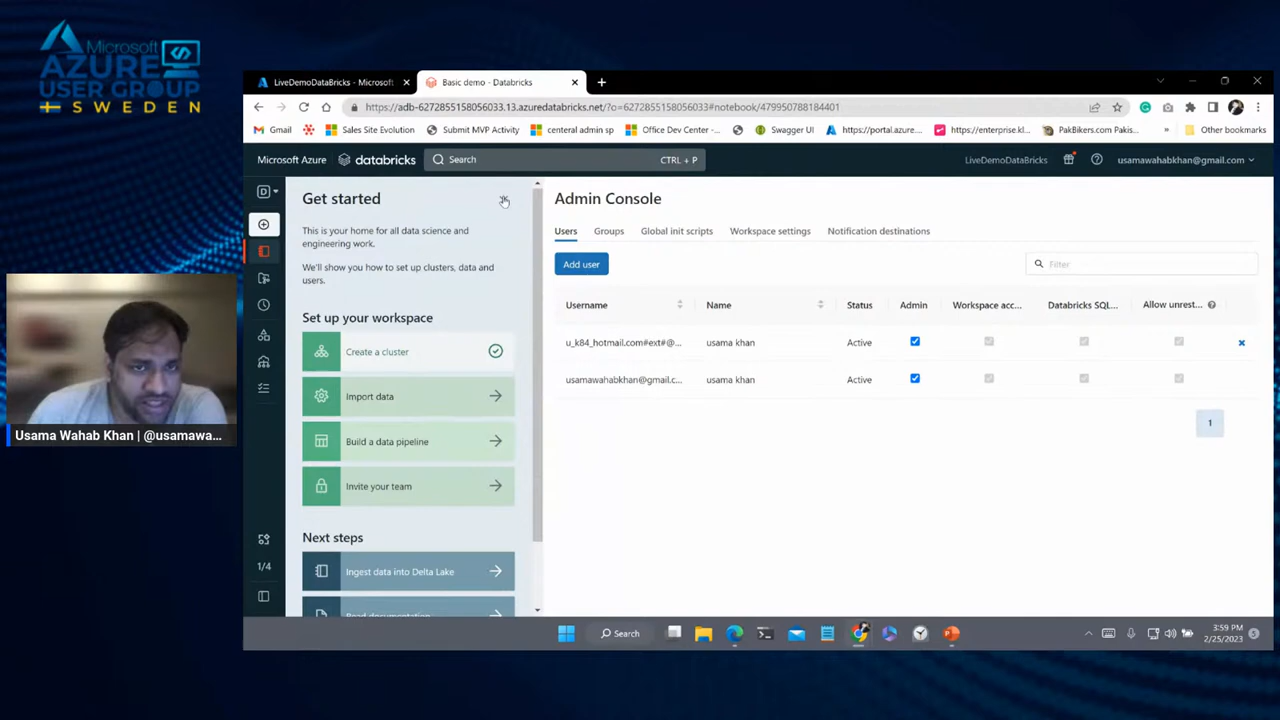 Microsoft
AZURE
USER GROUP
SWEDEN
LiveDemoDataBricks - Microsoft
Basic demo - Databricks
https://adb-6272855158056033.13.azuredatabricks.net/?o=6272855158056033#notebook/479950788184401
Gmail
Sales Site Evolution
Submit MVP Activity
centeral admin sp
Office Dev Center -...
Swagger UI
https://portal.azure...
https://enterprise.kl...
PakBikers.com Pakis...
»
Other bookmarks
Microsoft Azure
databricks
Search
CTRL + P
LiveDemoDataBricks
usamawahabkhan@gmail.com
D
Get started
This is your home for all data science and
engineering work.
We'll show you how to set up clusters, data and
users.
Set up your workspace
Create a cluster
Import data
Build a data pipeline
Invite your team
Next steps
Ingest data into Delta Lake
Read documentation
1/4
Admin Console
Users
Groups
Global init scripts
Workspace settings
Notification destinations
Add user
Filter
Username
Name
Status
Admin
Workspace acc...
Databricks SQL...
Allow unrest...
u_k84_hotmail.com#ext#@...
usama khan
Active
usamawahabkhan@gmail.c...
usama khan
Active
1
Usama Wahab Khan | @usamawa...
Search
3:59 PM
2/25/2023
5